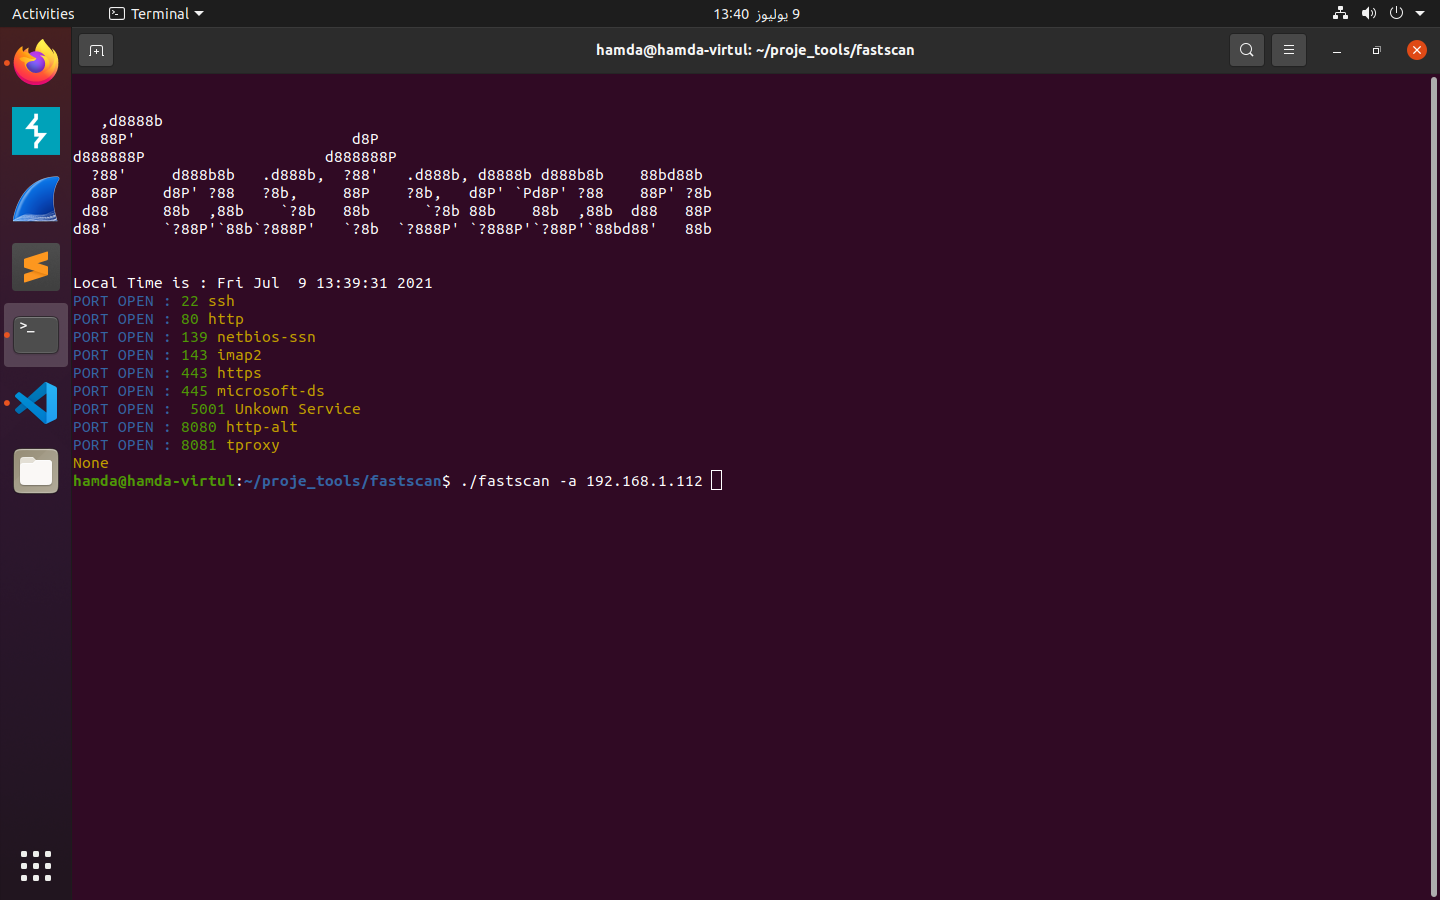 Activities
Terminal
9 يوليوز 13:40
hamda@hamda-virtul: ~/proje_tools/fastscan
   ,d8888b
   88P'                        d8P
d888888P                    d888888P
  ?88'     d888b8b   .d888b,  ?88'   .d888b, d8888b d888b8b    88bd88b
  88P     d8P' ?88   ?8b,     88P    ?8b,   d8P' `Pd8P' ?88    88P' ?8b
 d88      88b  ,88b    `?8b   88b      `?8b 88b    88b  ,88b  d88   88P
d88'      `?88P'`88b`?888P'   `?8b  `?888P' `?888P'`?88P'`88bd88'   88b
Local Time is : Fri Jul  9 13:39:31 2021
PORT OPEN : 22 ssh
PORT OPEN : 80 http
PORT OPEN : 139 netbios-ssn
PORT OPEN : 143 imap2
PORT OPEN : 443 https
PORT OPEN : 445 microsoft-ds
PORT OPEN :  5001 Unkown Service
PORT OPEN : 8080 http-alt
PORT OPEN : 8081 tproxy
None
hamda@hamda-virtul:~/proje_tools/fastscan$ ./fastscan -a 192.168.1.112